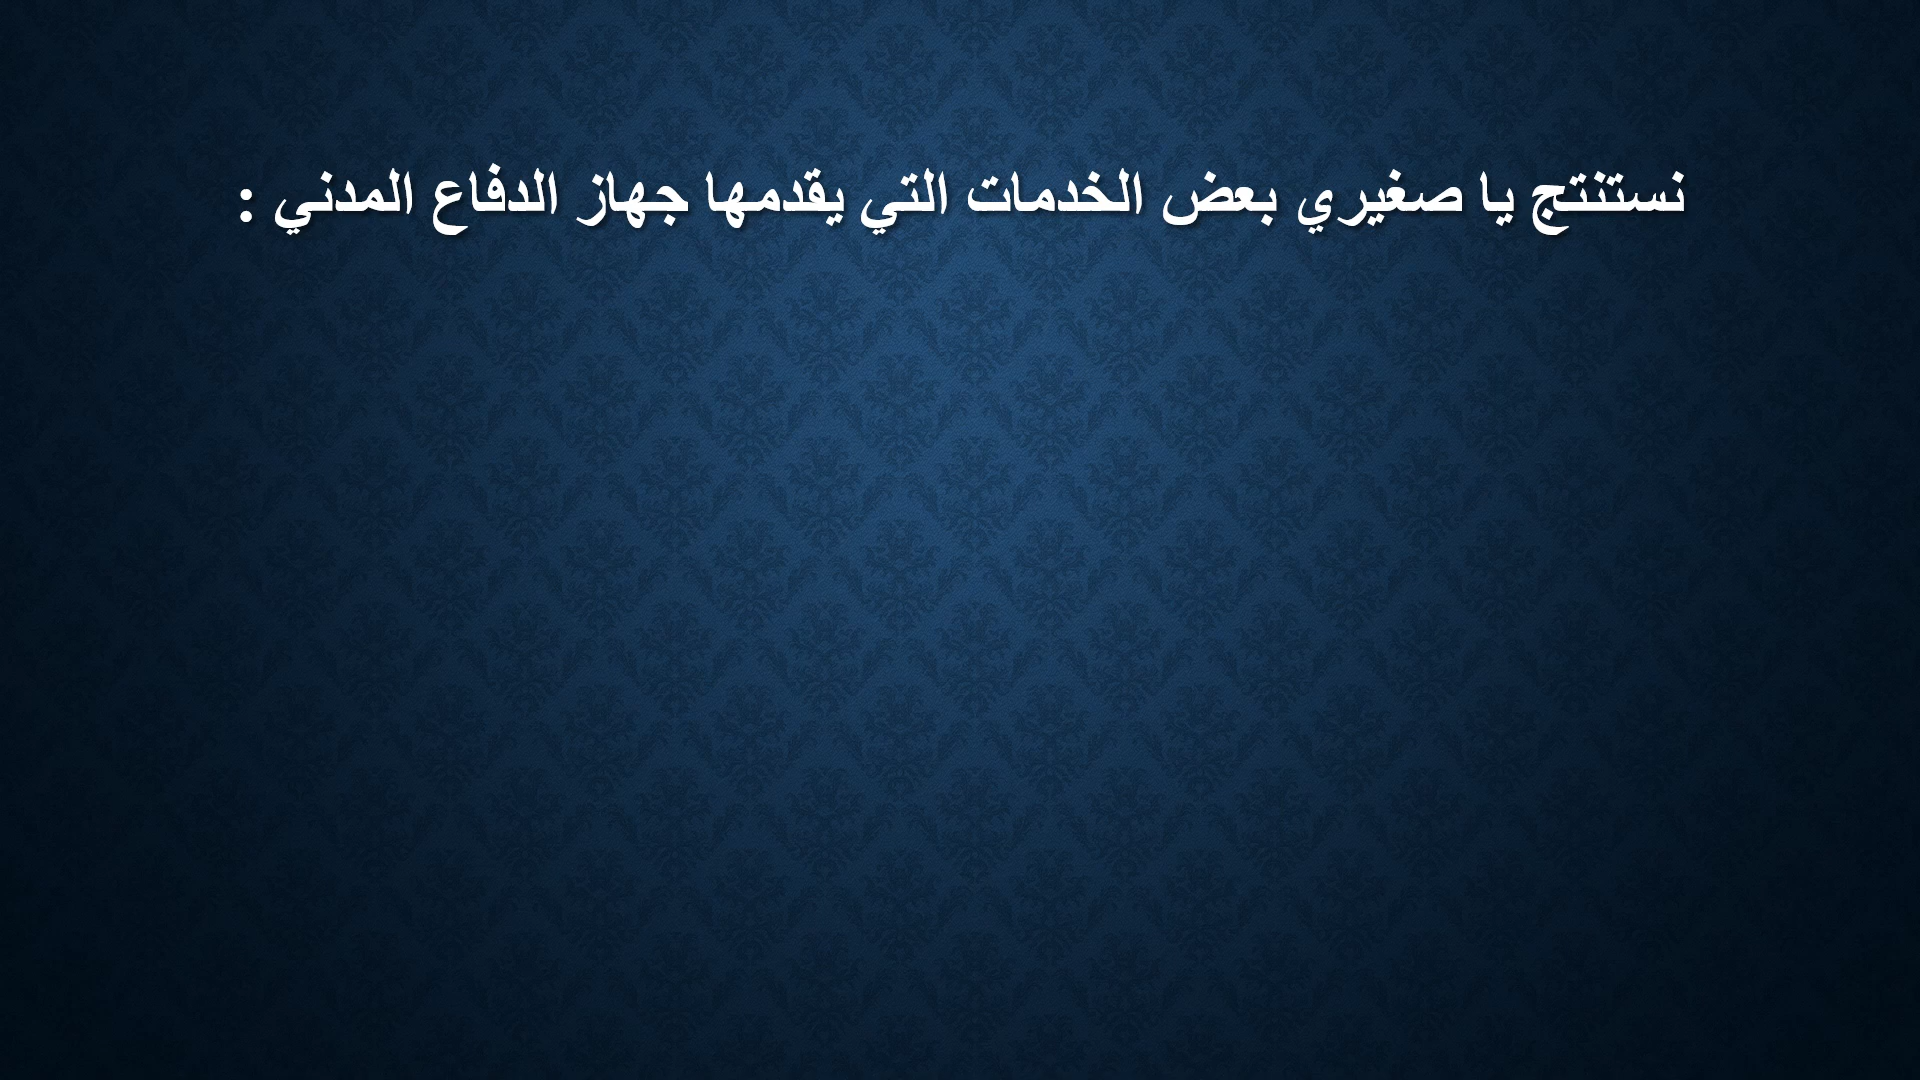 نستنتج يا صغيري بعض الخدمات التي يقدمها جهاز الدفاع المدني :